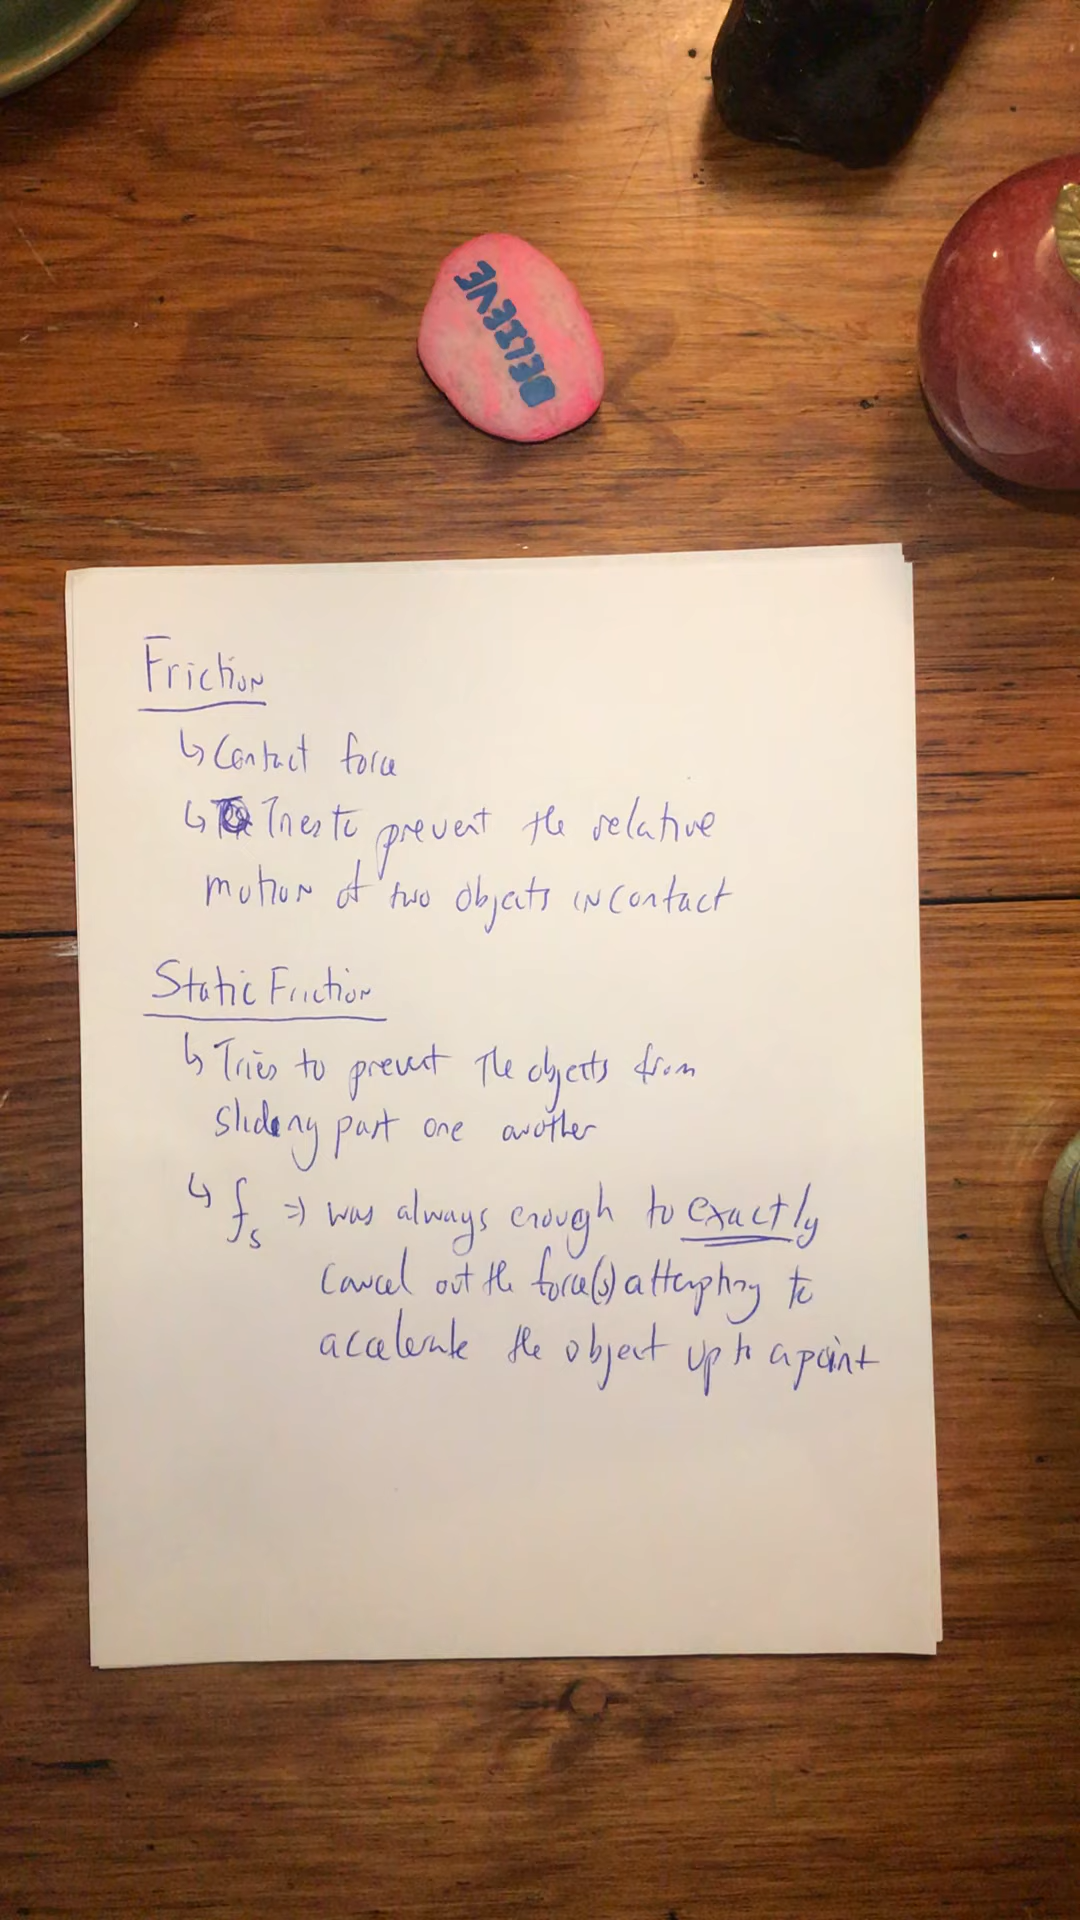 BELIEVE
Friction
↳ Contact force
↳ Tries to prevent the relative
motion of two objects in contact
Static Friction
↳ Tries to prevent the objects from
sliding past one another
↳ fs => was always enough to exactly
cancel out the force(s) attempting to
accelerate the object up to a point